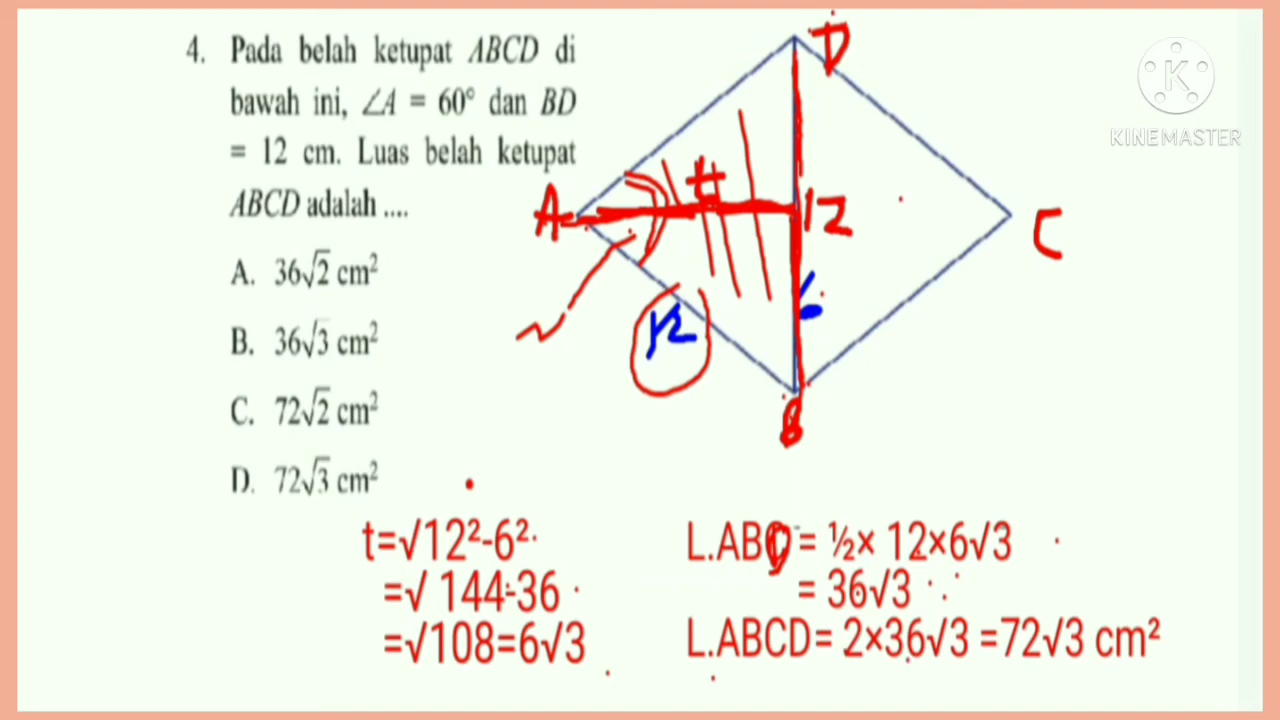 4. Pada belah ketupat ABCD di
bawah ini, ∠A = 60° dan BD
= 12 cm. Luas belah ketupat
ABCD adalah ....
A. 36√2 cm²
B. 36√3 cm²
C. 72√2 cm²
D. 72√3 cm²
D
A
t
12
C
12
6
B
K
KINEMASTER
t=√12²-6²
=√ 144-36
=√108=6√3
L.ABD = ½× 12×6√3
= 36√3
L.ABCD= 2×36√3 =72√3 cm²